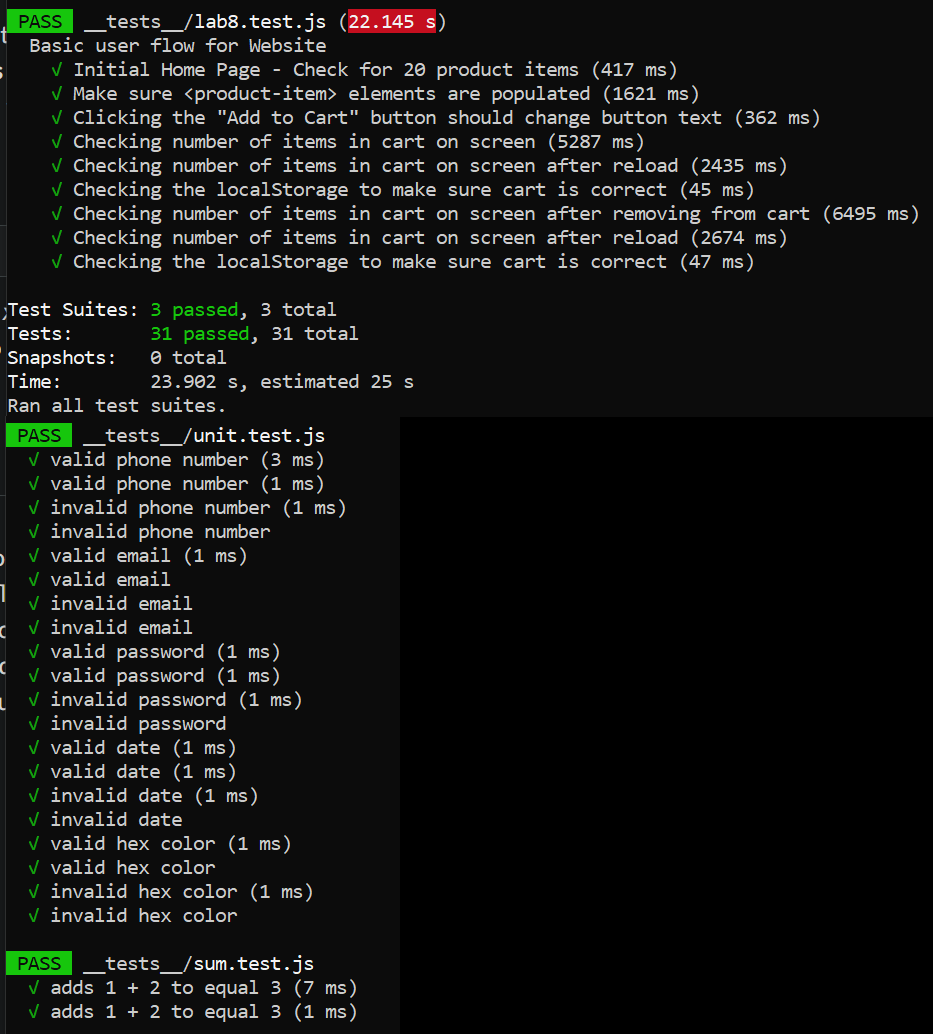 PASS __tests__/lab8.test.js (22.145 s)
Basic user flow for Website
√ Initial Home Page - Check for 20 product items (417 ms)
√ Make sure <product-item> elements are populated (1621 ms)
√ Clicking the "Add to Cart" button should change button text (362 ms)
√ Checking number of items in cart on screen (5287 ms)
√ Checking number of items in cart on screen after reload (2435 ms)
√ Checking the localStorage to make sure cart is correct (45 ms)
√ Checking number of items in cart on screen after removing from cart (6495 ms)
√ Checking number of items in cart on screen after reload (2674 ms)
√ Checking the localStorage to make sure cart is correct (47 ms)
Test Suites: 3 passed, 3 total
Tests: 31 passed, 31 total
Snapshots: 0 total
Time: 23.902 s, estimated 25 s
Ran all test suites.
PASS __tests__/unit.test.js
√ valid phone number (3 ms)
√ valid phone number (1 ms)
√ invalid phone number (1 ms)
√ invalid phone number
√ valid email (1 ms)
√ valid email
√ invalid email
√ invalid email
√ valid password (1 ms)
√ valid password (1 ms)
√ invalid password (1 ms)
√ invalid password
√ valid date (1 ms)
√ valid date (1 ms)
√ invalid date (1 ms)
√ invalid date
√ valid hex color (1 ms)
√ valid hex color
√ invalid hex color (1 ms)
√ invalid hex color
PASS __tests__/sum.test.js
√ adds 1 + 2 to equal 3 (7 ms)
√ adds 1 + 2 to equal 3 (1 ms)